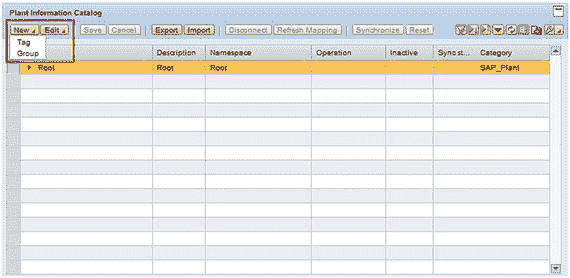 Plant Information Catalog
New Edit Save Cancel Export Import Disconnect Refresh Mapping Synchronize Reset
Tag
Group
Description Namespace Operation Inactive Sync st... Category
Root Root Root SAP_Plant